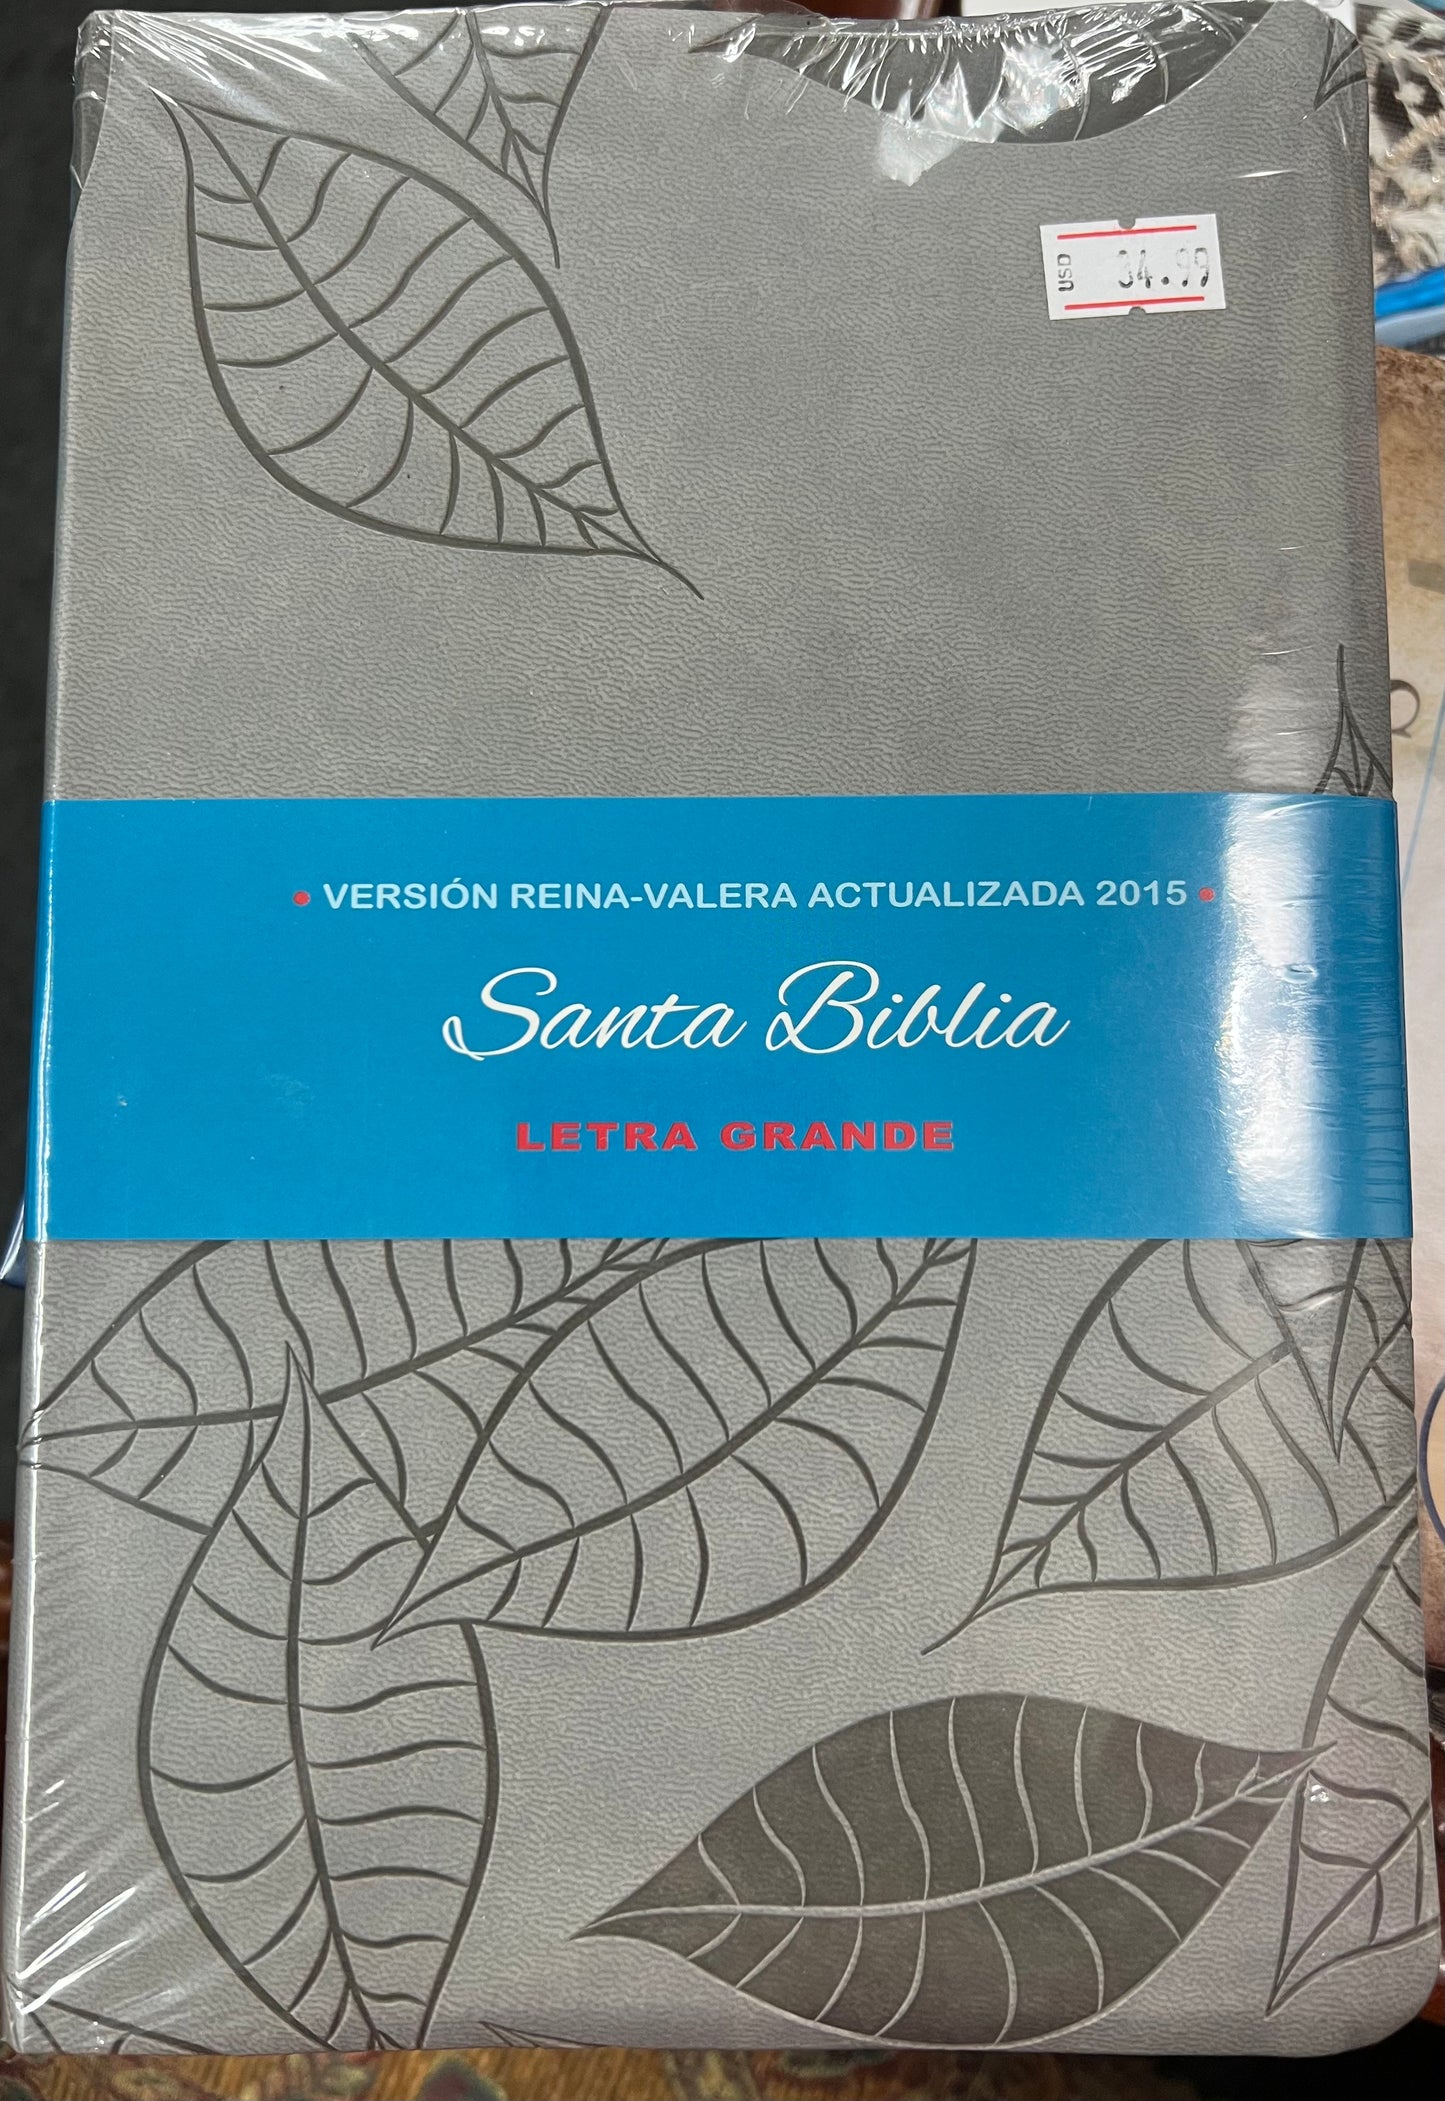 USD 34.99
• VERSIÓN REINA-VALERA ACTUALIZADA 2015 •
Santa Biblia
LETRA GRANDE